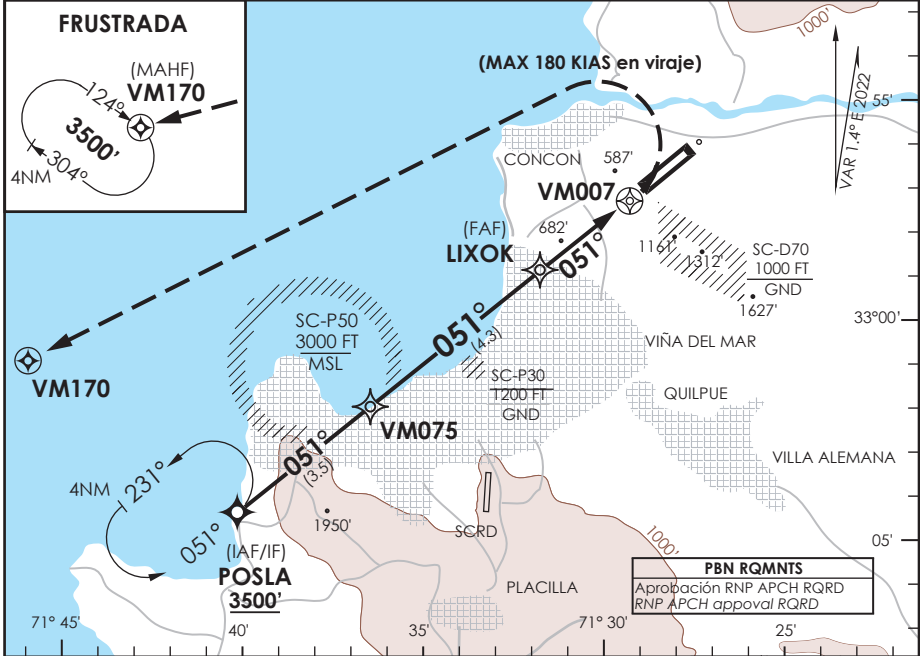 FRUSTRADA
(MAHF)
VM170
124°
3500'
304°
4NM
(MAX 180 KIAS en viraje)
1000'
VAR 1.4° E 2022
55'
CONCON
587'
VM007
(FAF)
LIXOK
682'
051°
1161'
1312'
SC-D70
1000 FT
GND
1627'
33°00'
SC-P50
3000 FT
MSL
051°
(4.3)
VIÑA DEL MAR
VM170
SC-P30
1200 FT
GND
QUILPUE
VM075
VILLA ALEMANA
051°
(3.5)
4NM
231°
051°
1950'
SCRD
1000'
05'
(IAF/IF)
POSLA
3500'
PLACILLA
PBN RQMNTS
Aprobación RNP APCH RQRD
RNP APCH appoval RQRD
71° 45'
40'
35'
71° 30'
25'